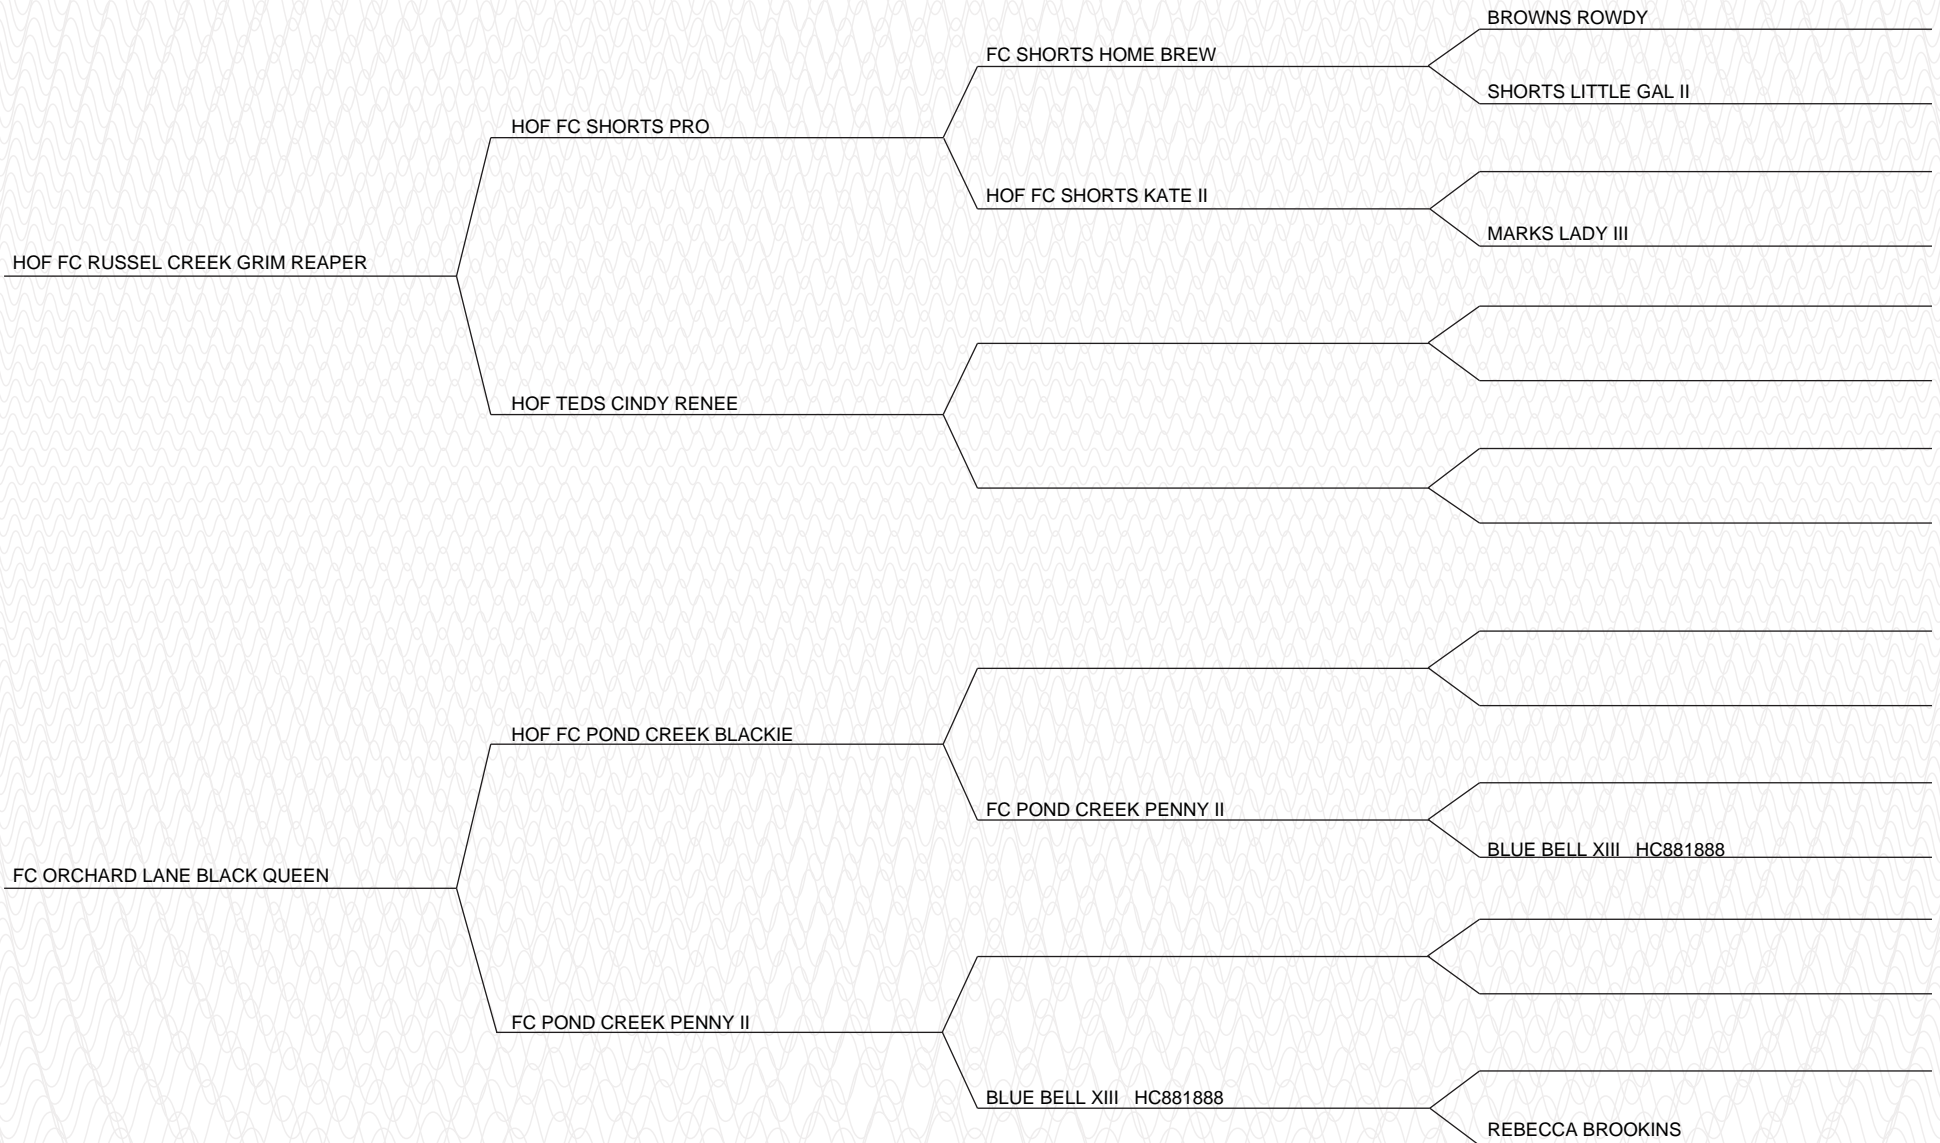 BROWNS ROWDY
FC SHORTS HOME BREW
SHORTS LITTLE GAL II
HOF FC SHORTS PRO
HOF FC SHORTS KATE II
MARKS LADY III
HOF FC RUSSEL CREEK GRIM REAPER
HOF TEDS CINDY RENEE
HOF FC POND CREEK BLACKIE
FC POND CREEK PENNY II
BLUE BELL XIII HC881888
FC ORCHARD LANE BLACK QUEEN
FC POND CREEK PENNY II
BLUE BELL XIII HC881888
REBECCA BROOKINS